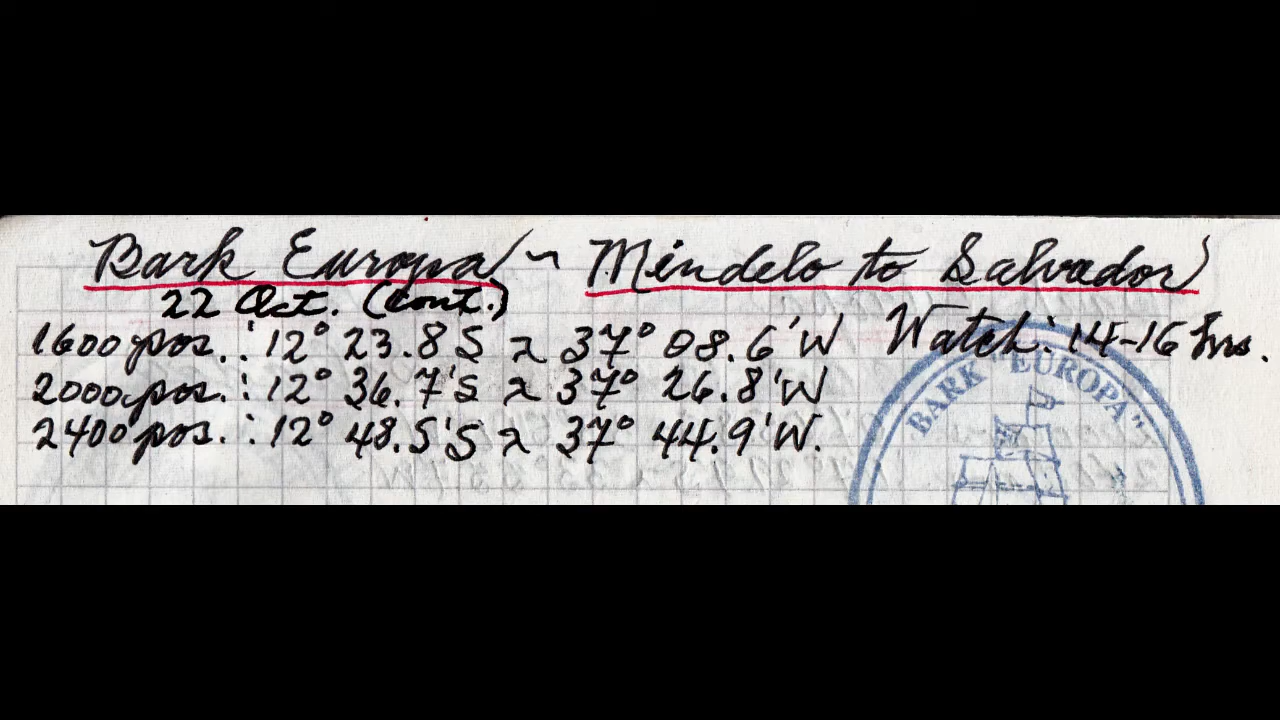 Bark Europa ~ Mindelo to Salvador
22 Oct. (cont.)
1600 pos.: 12° 23.8 S λ 37° 08.6' W Watch: 14-16 hrs.
2000 pos.: 12° 36.7' S λ 37° 26.8' W
2400 pos.: 12° 48.5' S λ 37° 44.9' W.
BARK "EUROPA"